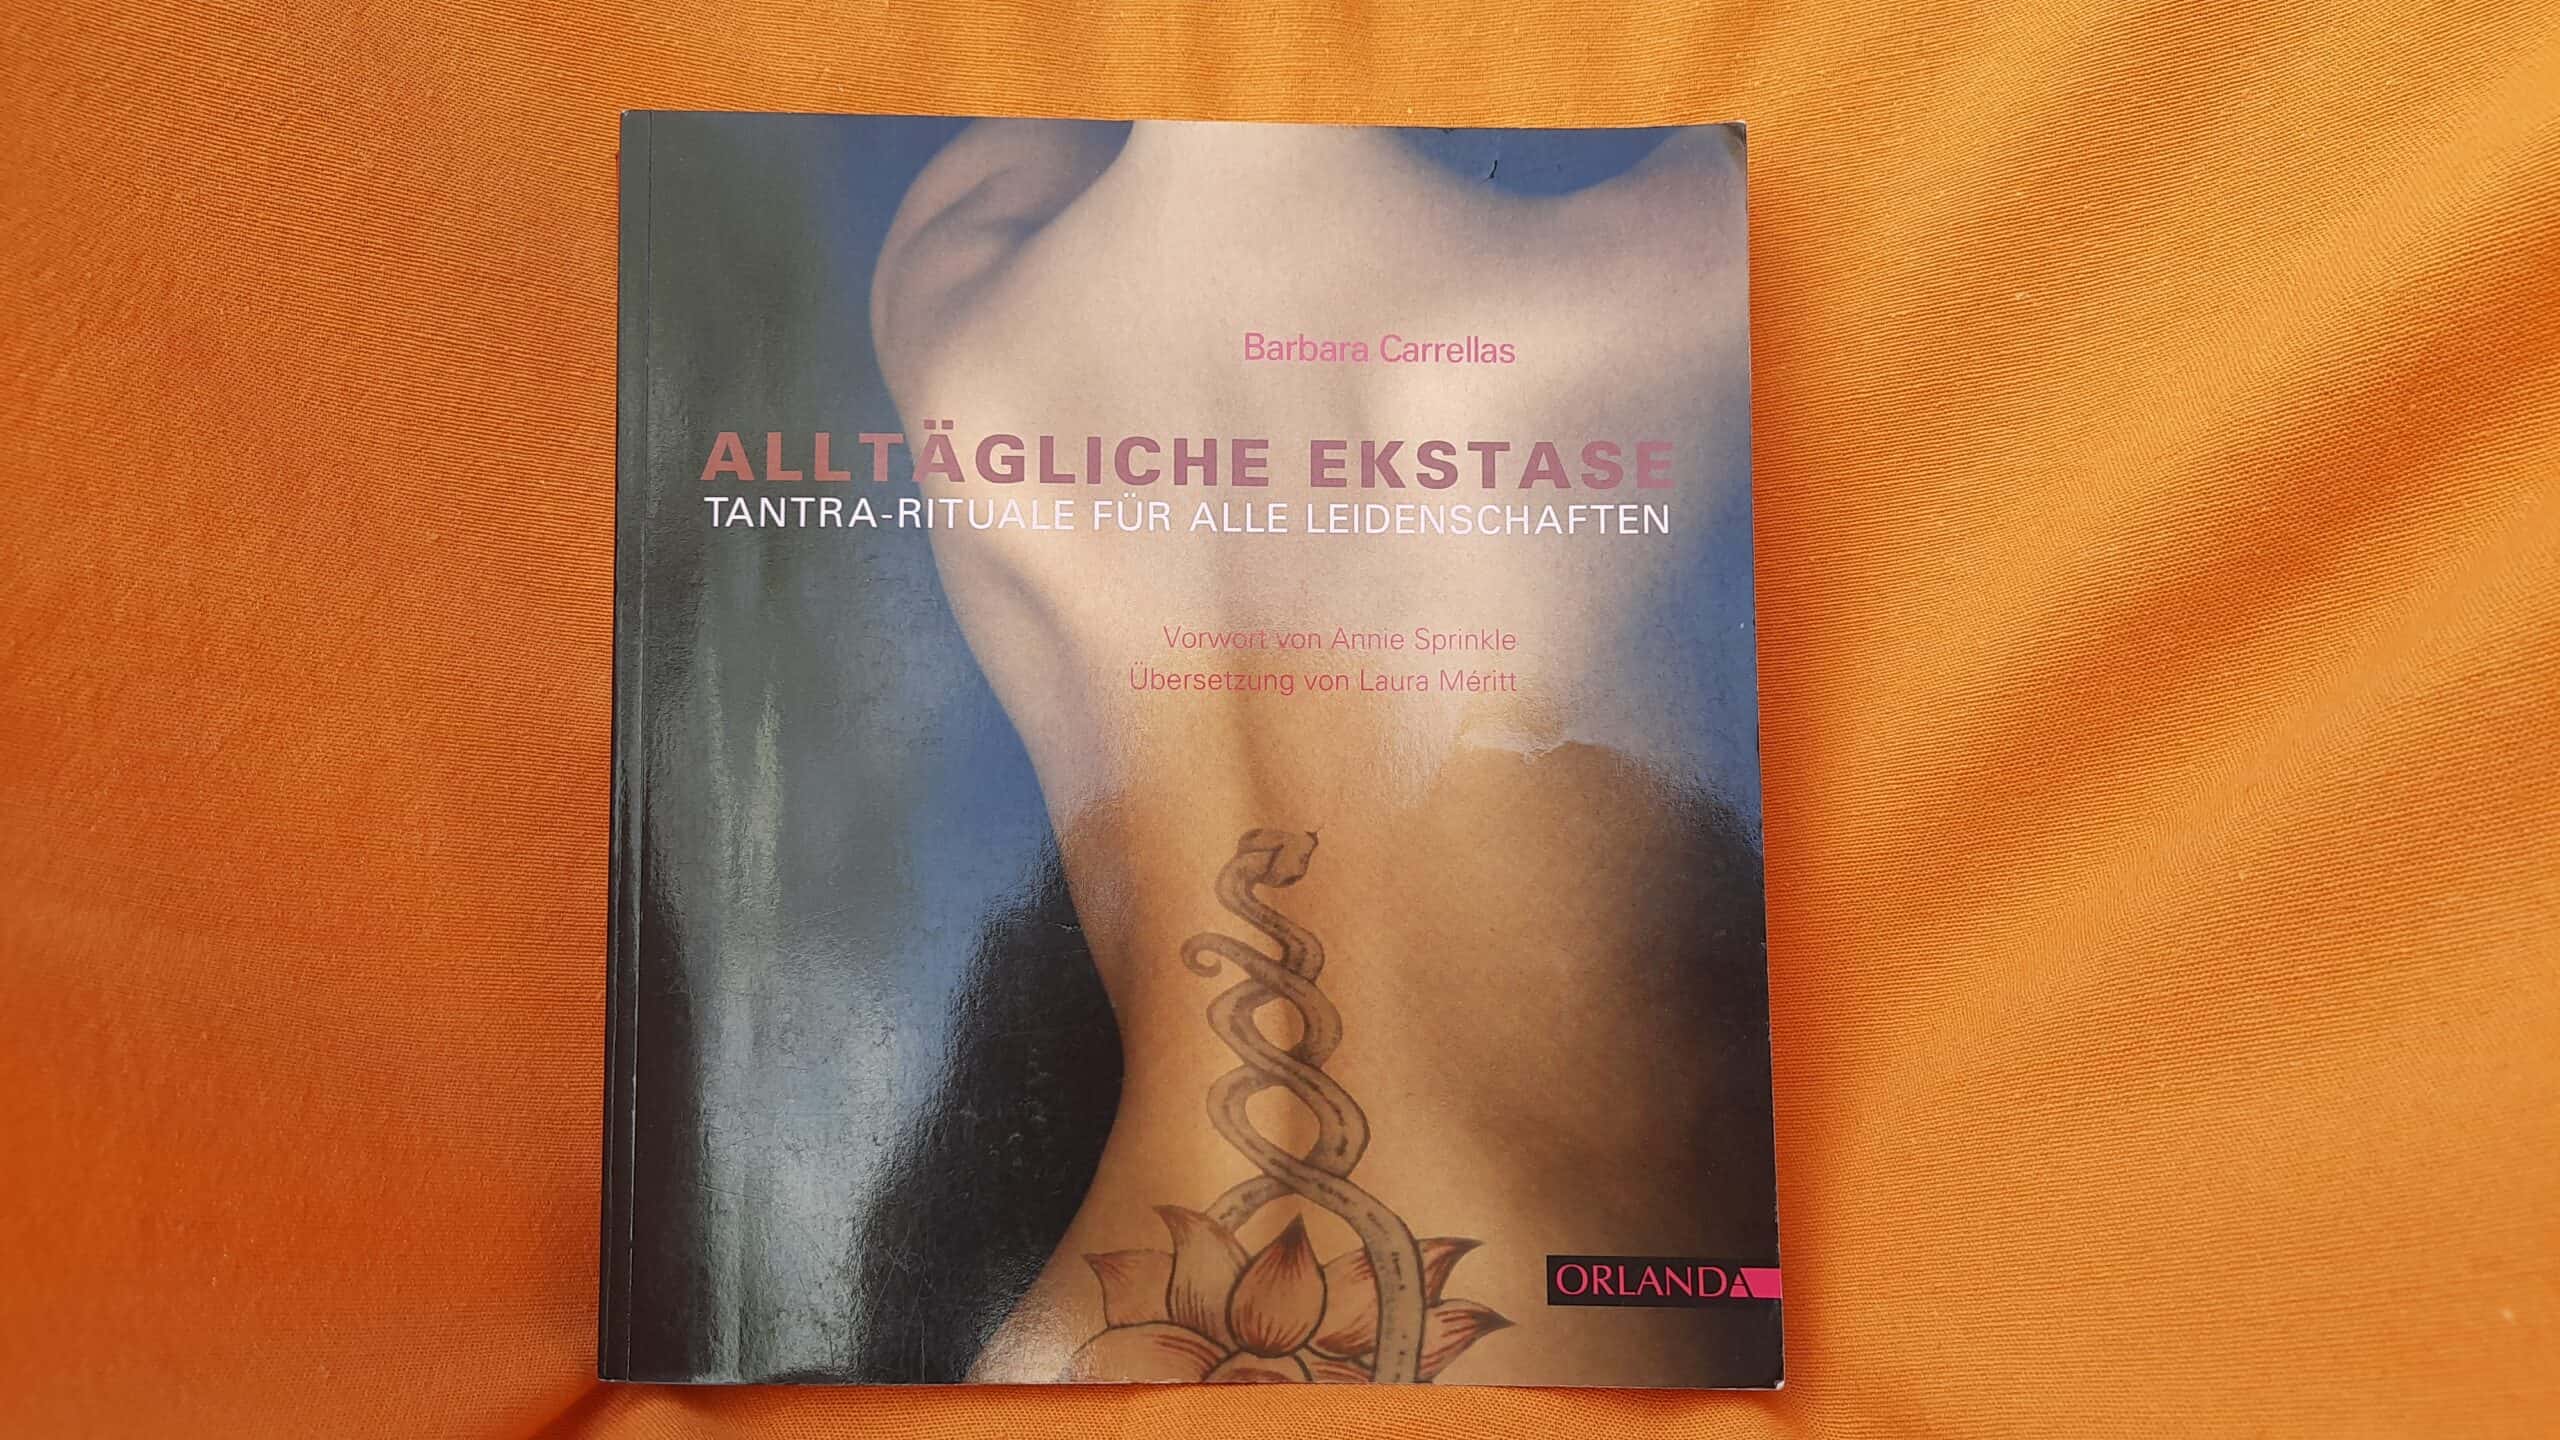 Barbara Carrellas
ALLTÄGLICHE EKSTASE
TANTRA-RITUALE FÜR ALLE LEIDENSCHAFTEN
Vorwort von Annie Sprinkle
Übersetzung von Laura Méritt
ORLANDA